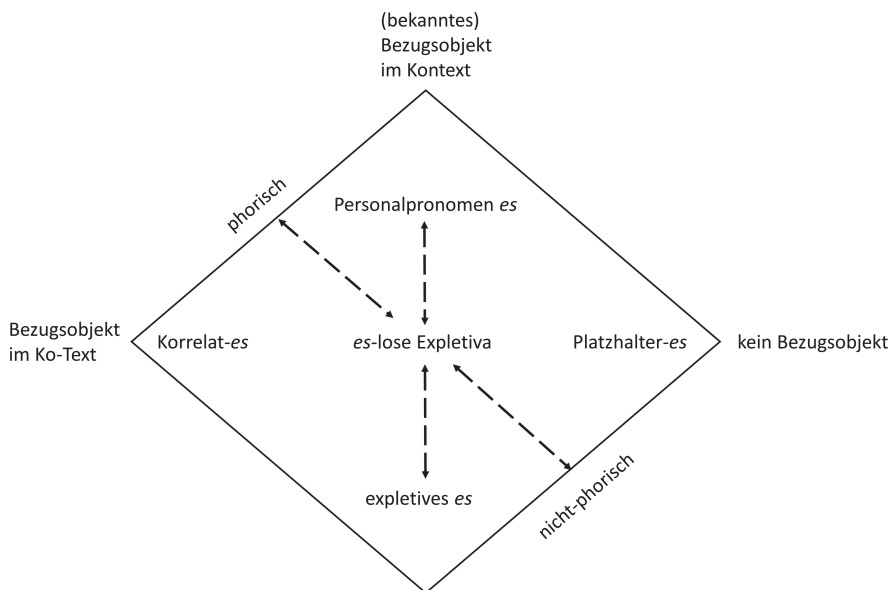 (bekanntes)
Bezugsobjekt
im Kontext
phorisch
Personalpronomen es
Bezugsobjekt
im Ko-Text
Korrelat-es
es-lose Expletiva
Platzhalter-es
kein Bezugsobjekt
expletives es
nicht-phorisch